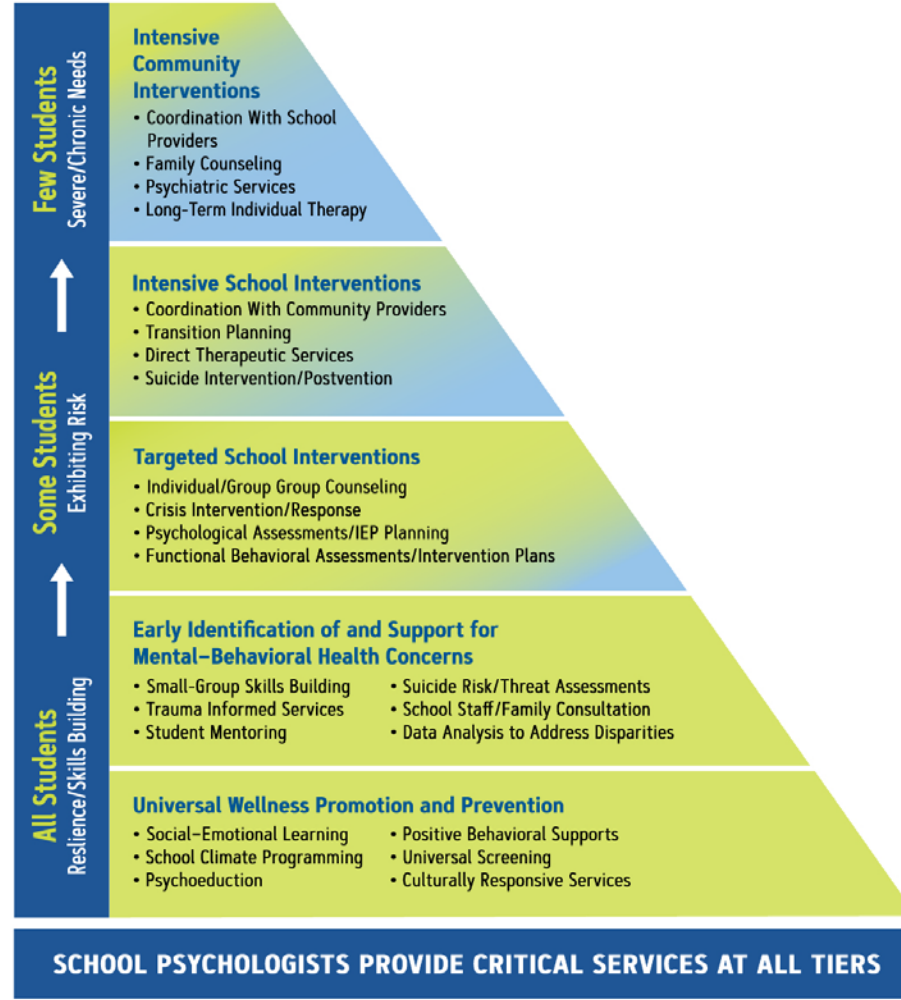 Few Students
Severe/Chronic Needs
Some Students
Exhibiting Risk
All Students
Reslience/Skills Building
Intensive
Community
Interventions
• Coordination With School
Providers
• Family Counseling
• Psychiatric Services
• Long-Term Individual Therapy
Intensive School Interventions
• Coordination With Community Providers
• Transition Planning
• Direct Therapeutic Services
• Suicide Intervention/Postvention
Targeted School Interventions
• Individual/Group Group Counseling
• Crisis Intervention/Response
• Psychological Assessments/IEP Planning
• Functional Behavioral Assessments/Intervention Plans
Early Identification of and Support for
Mental–Behavioral Health Concerns
• Small-Group Skills Building
• Trauma Informed Services
• Student Mentoring
• Suicide Risk/Threat Assessments
• School Staff/Family Consultation
• Data Analysis to Address Disparities
Universal Wellness Promotion and Prevention
• Social–Emotional Learning
• School Climate Programming
• Psychoeduction
• Positive Behavioral Supports
• Universal Screening
• Culturally Responsive Services
SCHOOL PSYCHOLOGISTS PROVIDE CRITICAL SERVICES AT ALL TIERS